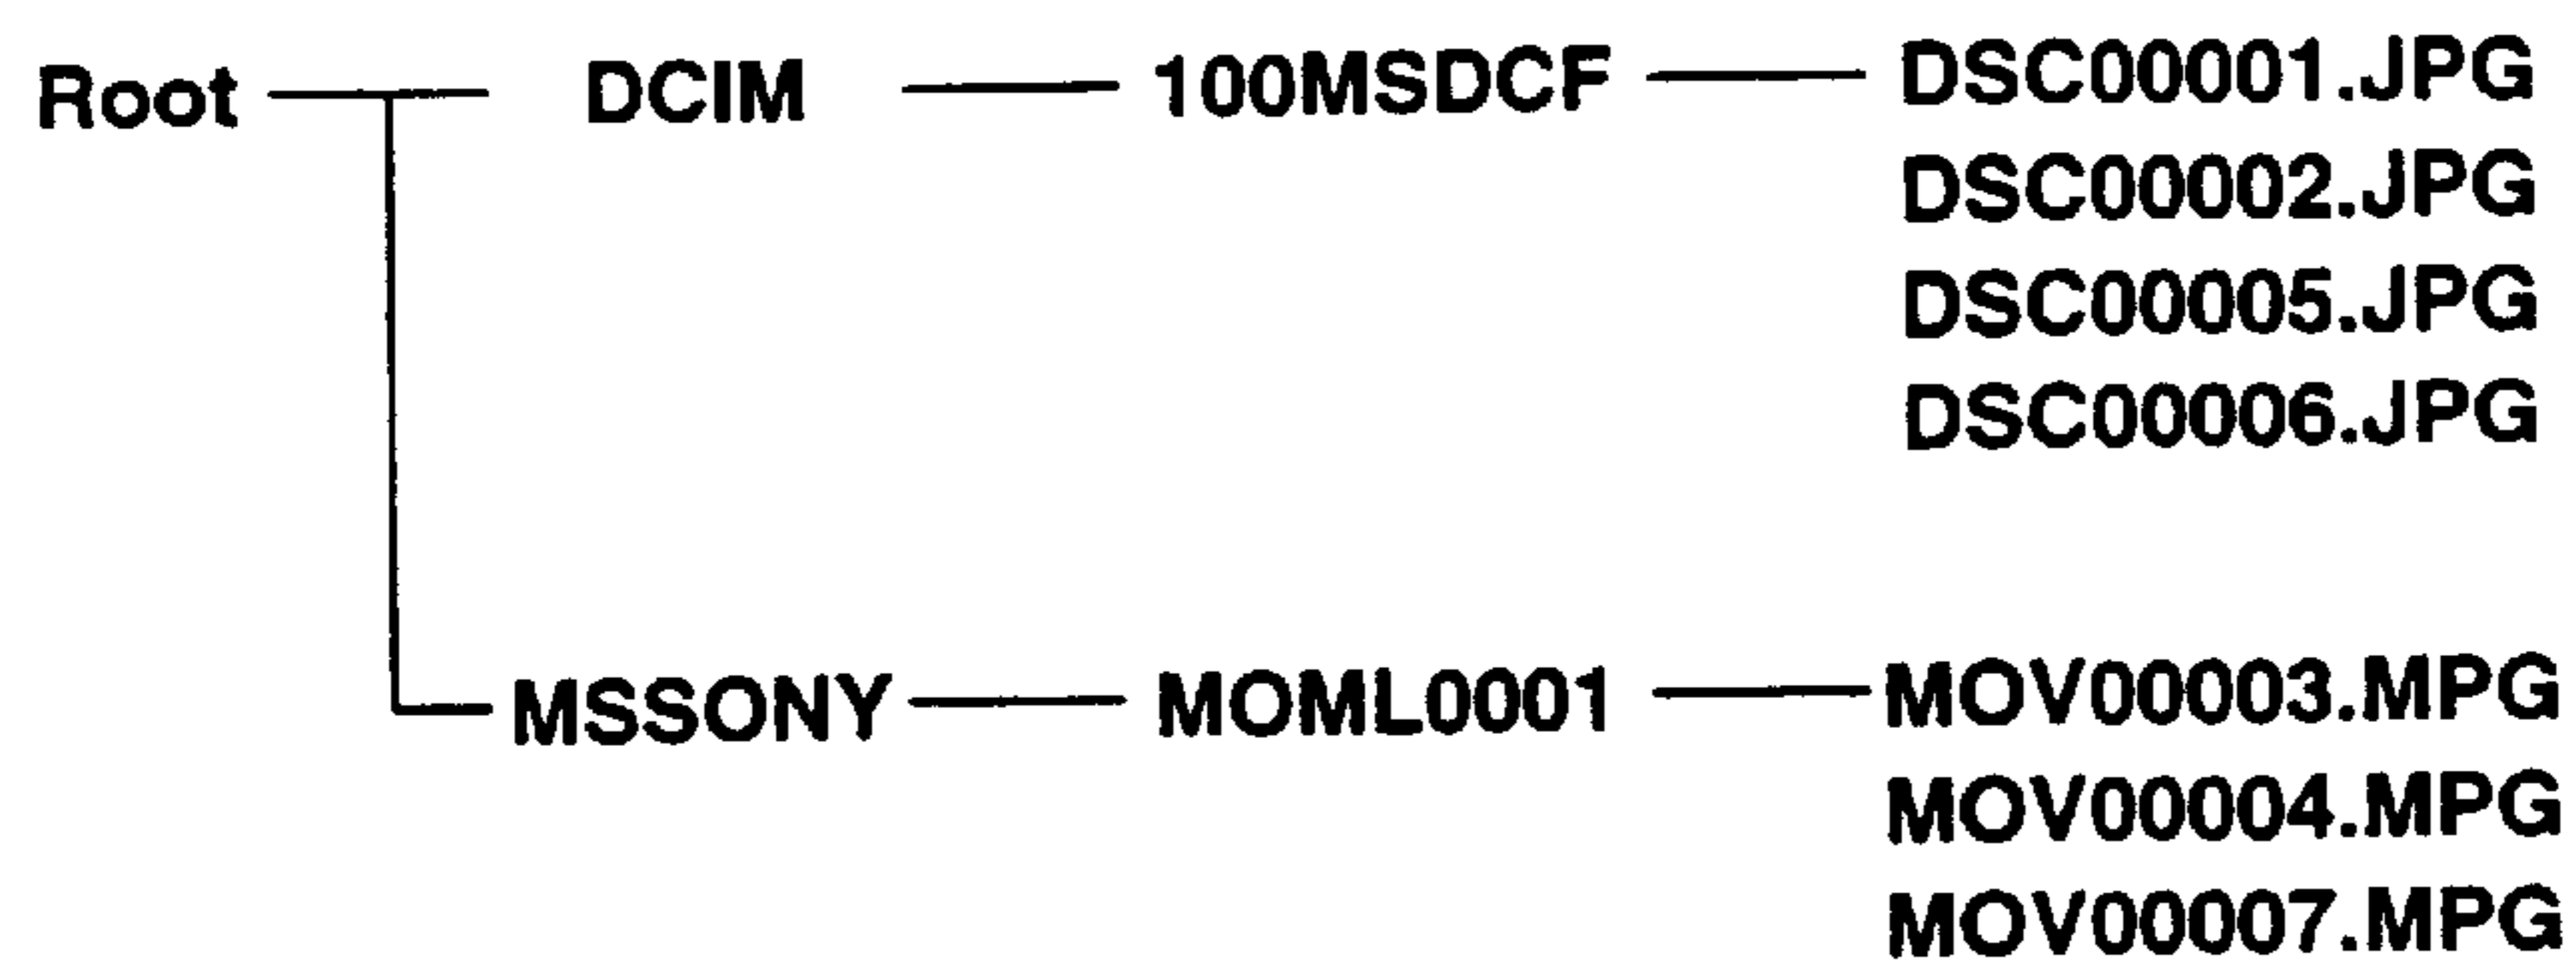 Root DCIM 100MSDCF DSC00001.JPG
DSC00002.JPG
DSC00005.JPG
DSC00006.JPG
MSSONY MOML0001 MOV00003.MPG
MOV00004.MPG
MOV00007.MPG